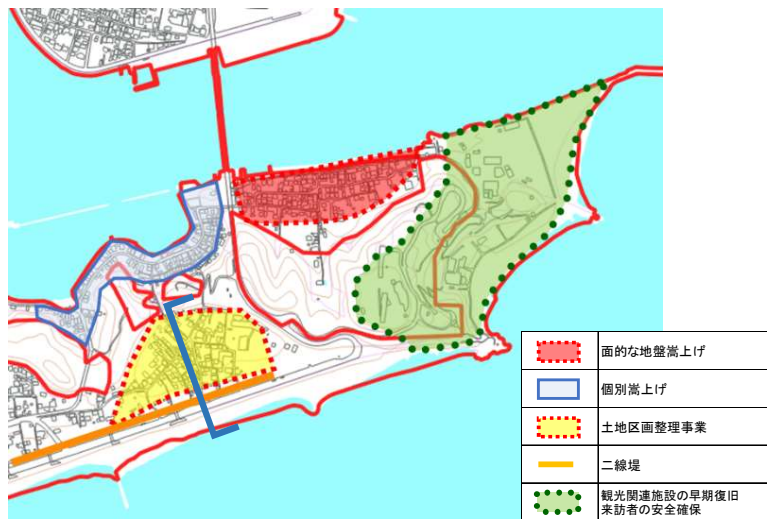 面的な地盤嵩上げ
個別嵩上げ
土地区画整理事業
二線堤
観光関連施設の早期復旧
来訪者の安全確保